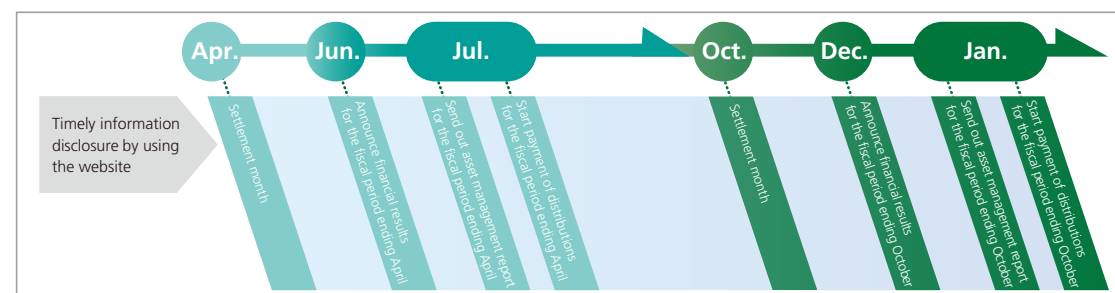 Apr.
Jun.
Jul.
Oct.
Dec.
Jan.
Timely information
disclosure by using
the website
Settlement month
Announce financial results
for the fiscal period ending April
Send out asset management report
for the fiscal period ending April
Start payment of distributions
for the fiscal period ending April
Settlement month
Announce financial results
for the fiscal period ending October
Send out asset management report
for the fiscal period ending October
Start payment of distributions
for the fiscal period ending October